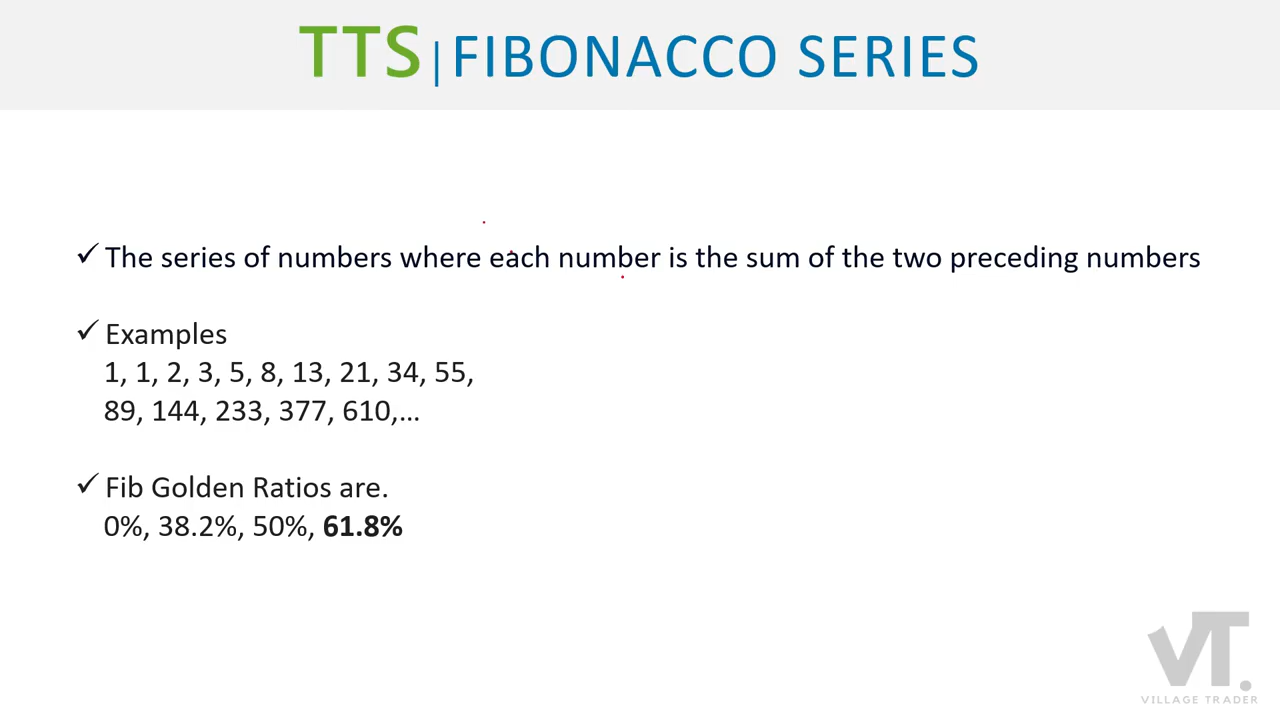 TTS|FIBONACCO SERIES
✓ The series of numbers where each number is the sum of the two preceding numbers
✓ Examples
1, 1, 2, 3, 5, 8, 13, 21, 34, 55,
89, 144, 233, 377, 610,...
✓ Fib Golden Ratios are.
0%, 38.2%, 50%, 61.8%
VT.
VILLAGE TRADER